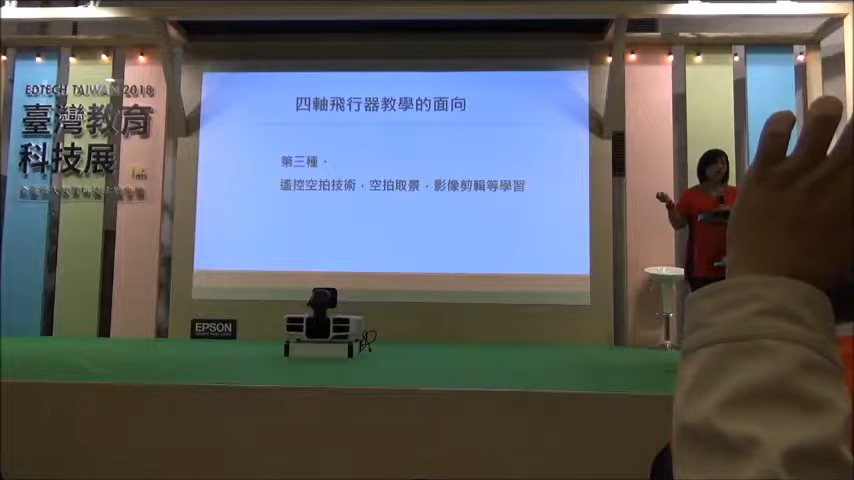 EDTECH TAIWAN 2018
臺灣教育
科技展
四軸飛行器教學的面向
第三種．
遙控空拍技術，空拍取景，影像剪輯等學習
EPSON